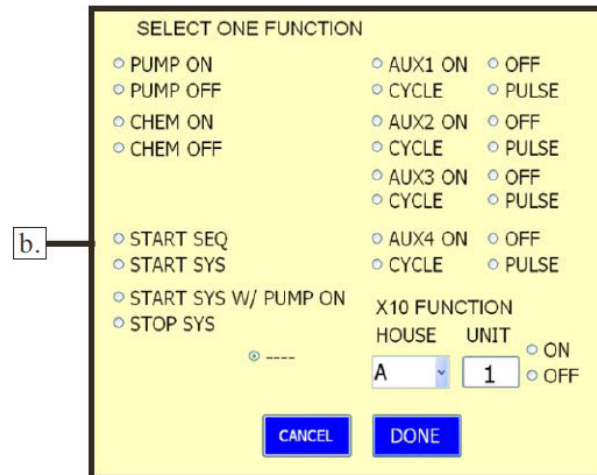 SELECT ONE FUNCTION
PUMP ON
PUMP OFF
CHEM ON
CHEM OFF
AUX1 ON OFF
CYCLE PULSE
AUX2 ON OFF
CYCLE PULSE
AUX3 ON OFF
CYCLE PULSE
b.
START SEQ
START SYS
START SYS W/ PUMP ON
STOP SYS
----
AUX4 ON OFF
CYCLE PULSE
X10 FUNCTION
HOUSE UNIT
A 1
ON
OFF
CANCEL DONE